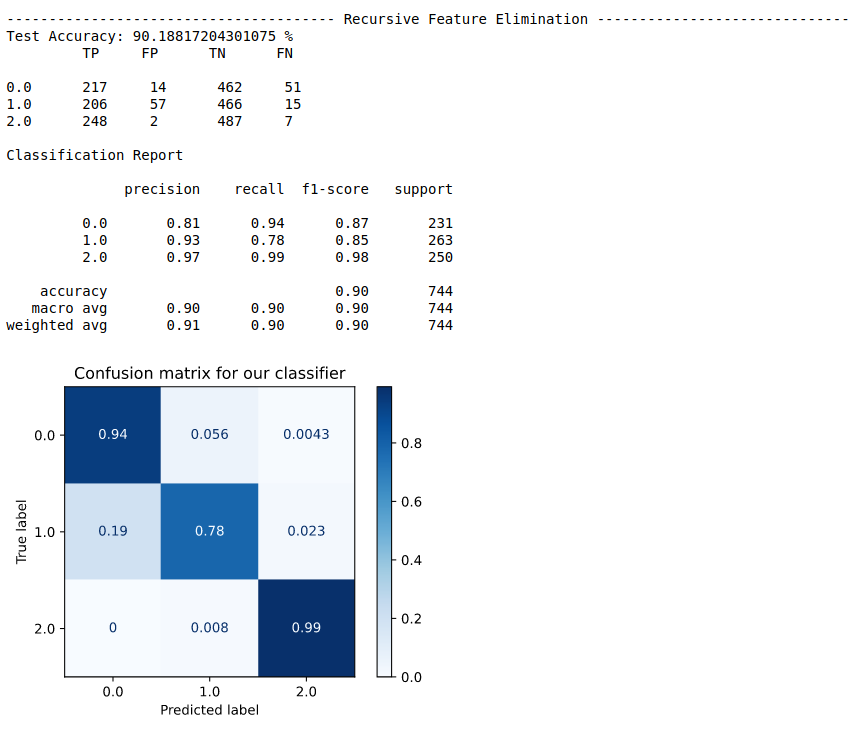 --------------------------------------- Recursive Feature Elimination ------------------------------
Test Accuracy: 90.18817204301075 %
TP FP TN FN
0.0 217 14 462 51
1.0 206 57 466 15
2.0 248 2 487 7
Classification Report
precision recall f1-score support
0.0 0.81 0.94 0.87 231
1.0 0.93 0.78 0.85 263
2.0 0.97 0.99 0.98 250
accuracy 0.90 744
macro avg 0.90 0.90 0.90 744
weighted avg 0.91 0.90 0.90 744
Confusion matrix for our classifier
0.0 0.94 0.056 0.0043
1.0 0.19 0.78 0.023
2.0 0 0.008 0.99
0.0 1.0 2.0
Predicted label
True label
0.8
0.6
0.4
0.2
0.0